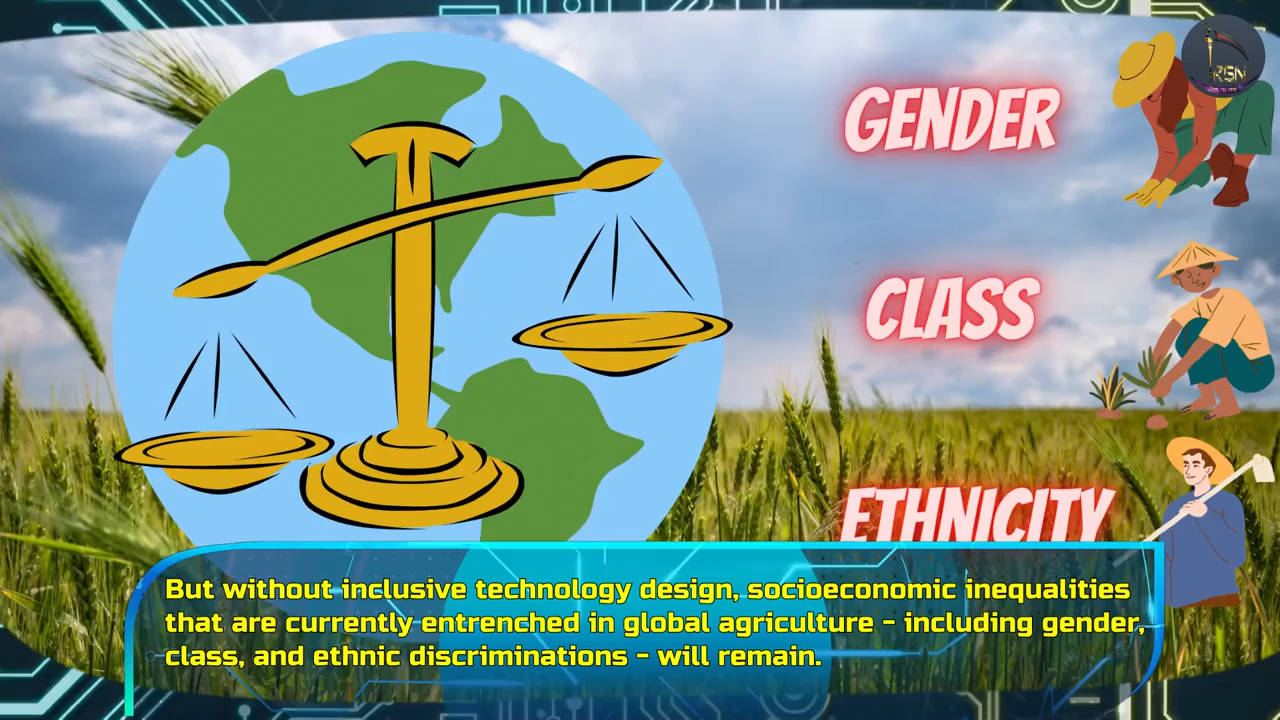 GENDER
RGN
CLASS
ETHNICITY
But without inclusive technology design, socioeconomic inequalities
that are currently entrenched in global agriculture - including gender,
class, and ethnic discriminations - will remain.